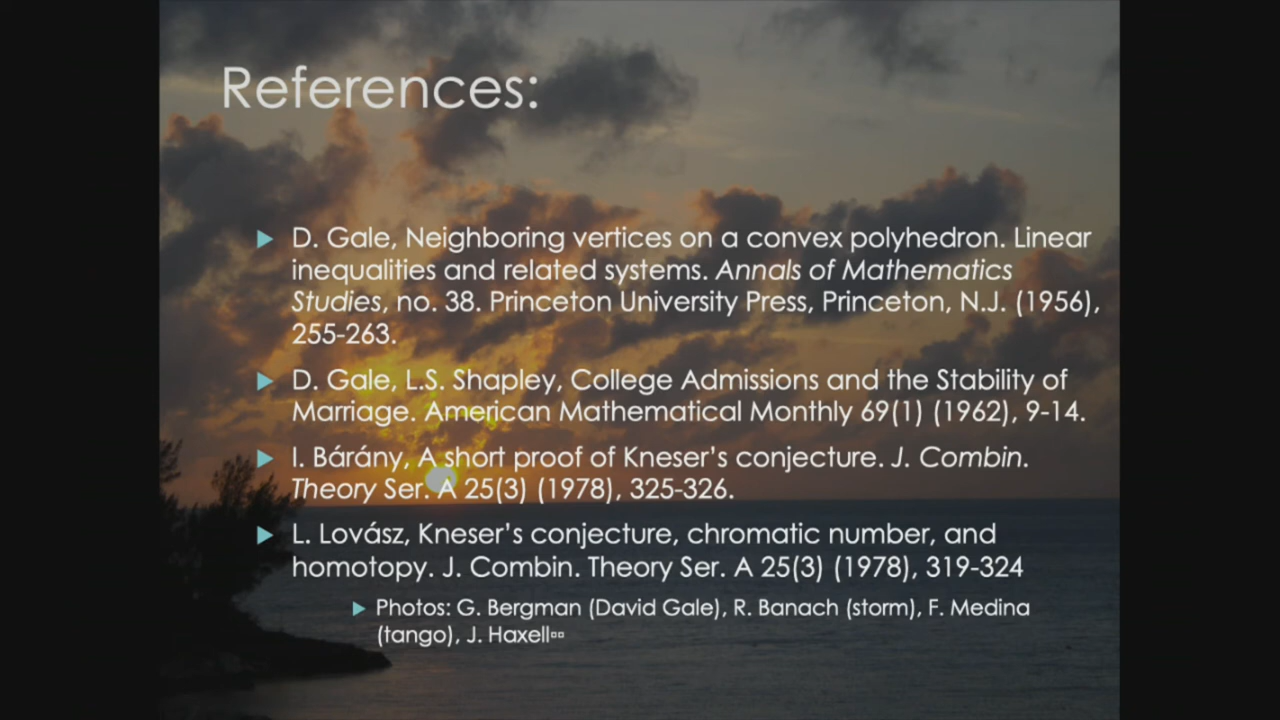 References:
D. Gale, Neighboring vertices on a convex polyhedron. Linear
inequalities and related systems. Annals of Mathematics
Studies, no. 38. Princeton University Press, Princeton, N.J. (1956),
255-263.
D. Gale, L.S. Shapley, College Admissions and the Stability of
Marriage. American Mathematical Monthly 69(1) (1962), 9-14.
I. Bárány, A short proof of Kneser's conjecture. J. Combin.
Theory Ser. A 25(3) (1978), 325-326.
L. Lovász, Kneser's conjecture, chromatic number, and
homotopy. J. Combin. Theory Ser. A 25(3) (1978), 319-324
Photos: G. Bergman (David Gale), R. Banach (storm), F. Medina
(tango), J. Haxell